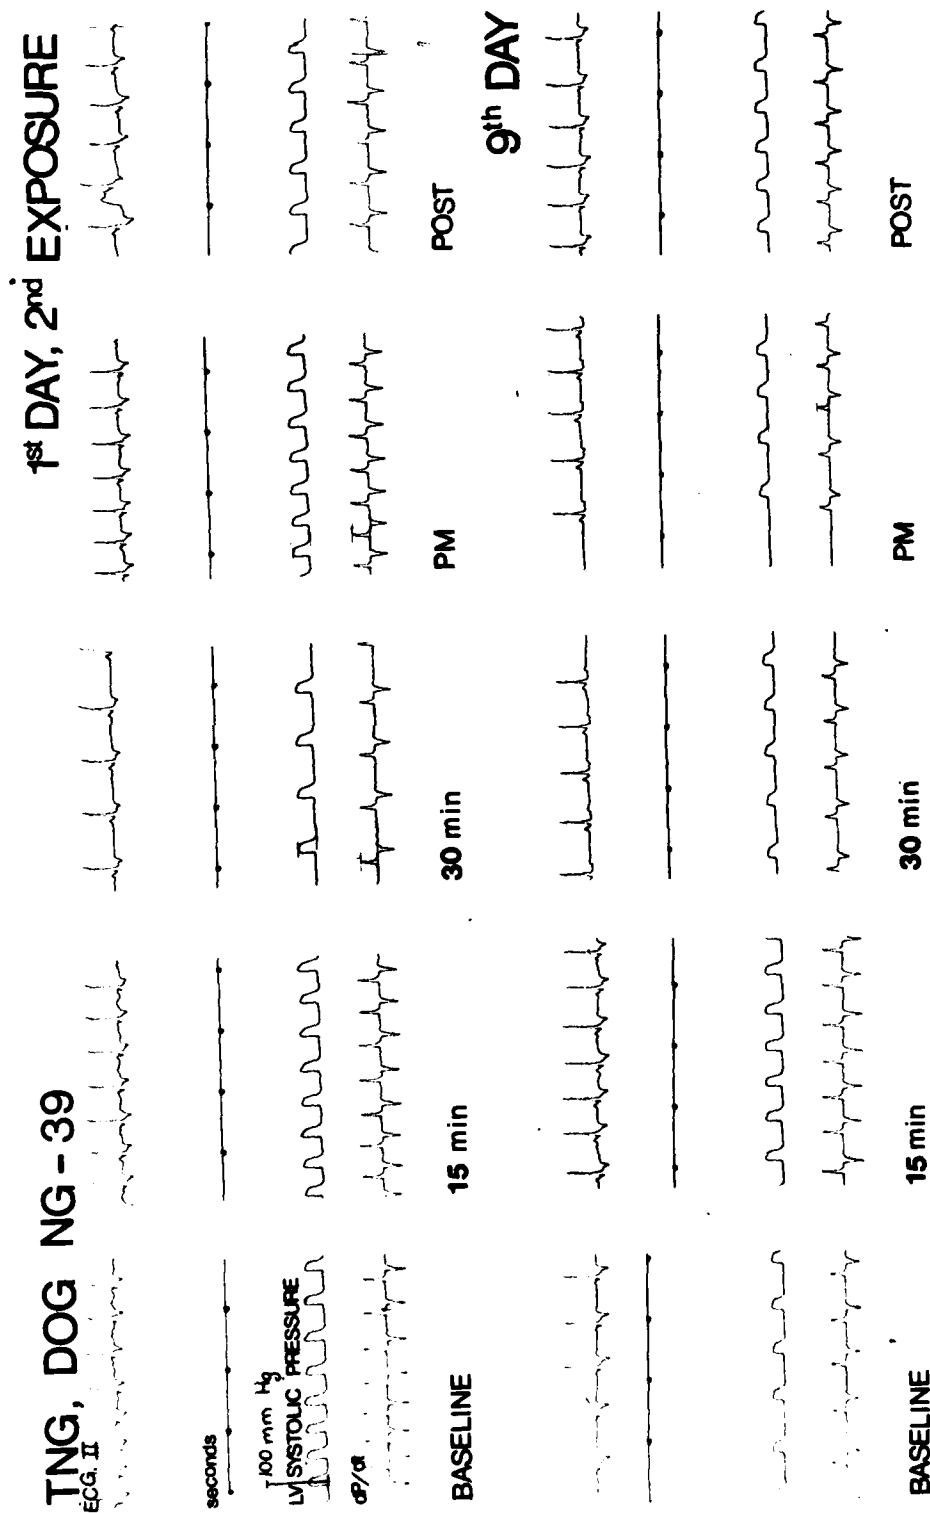 TNG, DOG NG-39
1st DAY, 2nd EXPOSURE
ECG. II
seconds
100 mm Hg
LV SYSTOLIC PRESSURE
dP/dt
BASELINE
15 min
30 min
PM
POST
9th DAY
BASELINE
15 min
30 min
PM
POST